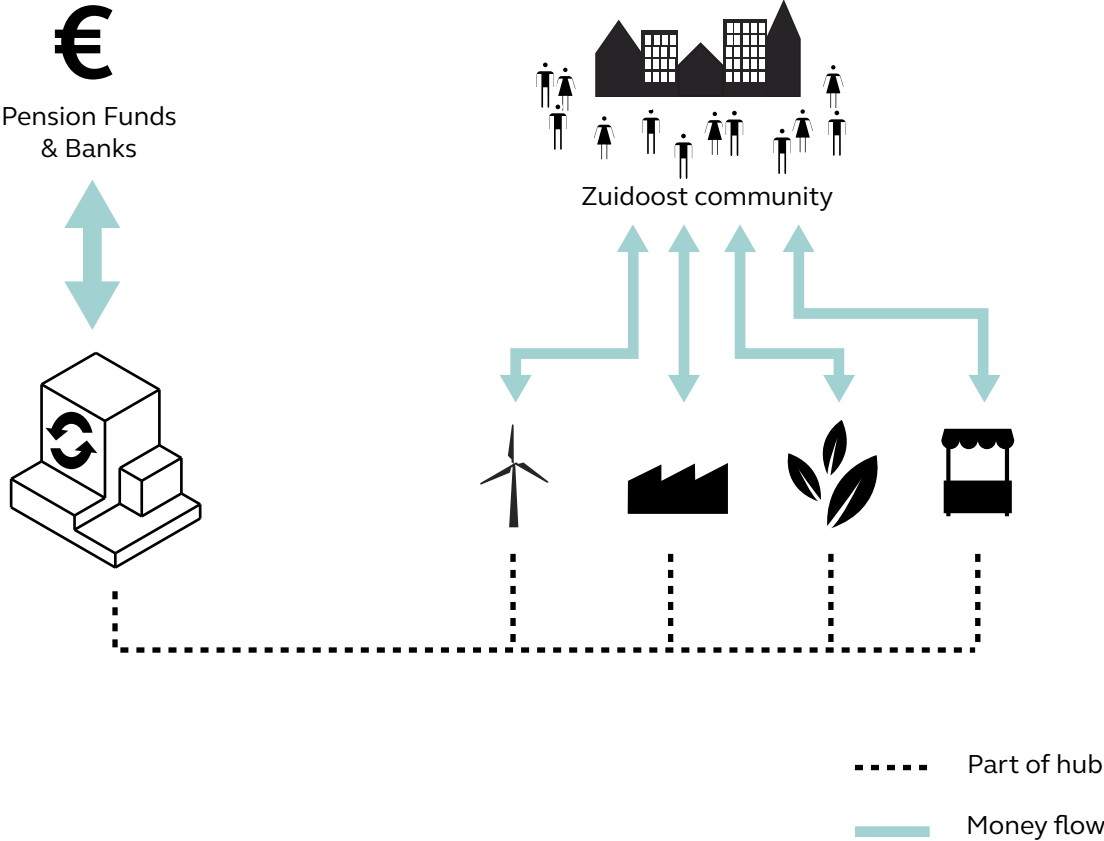 €
Pension Funds
& Banks
Zuidoost community
Part of hub
Money flow